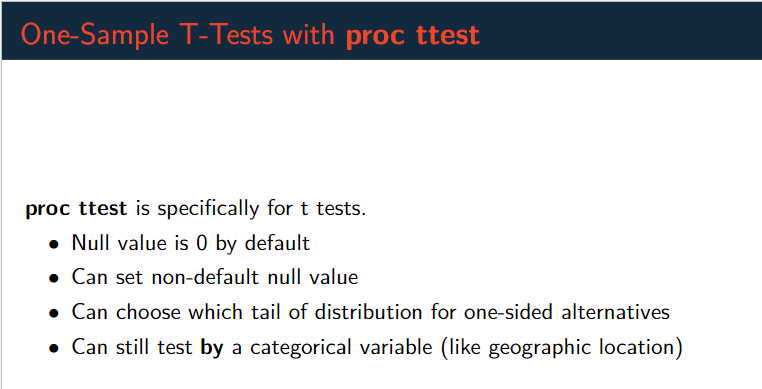 One-Sample T-Tests with proc ttest
proc ttest is specifically for t tests.
• Null value is 0 by default
• Can set non-default null value
• Can choose which tail of distribution for one-sided alternatives
• Can still test by a categorical variable (like geographic location)